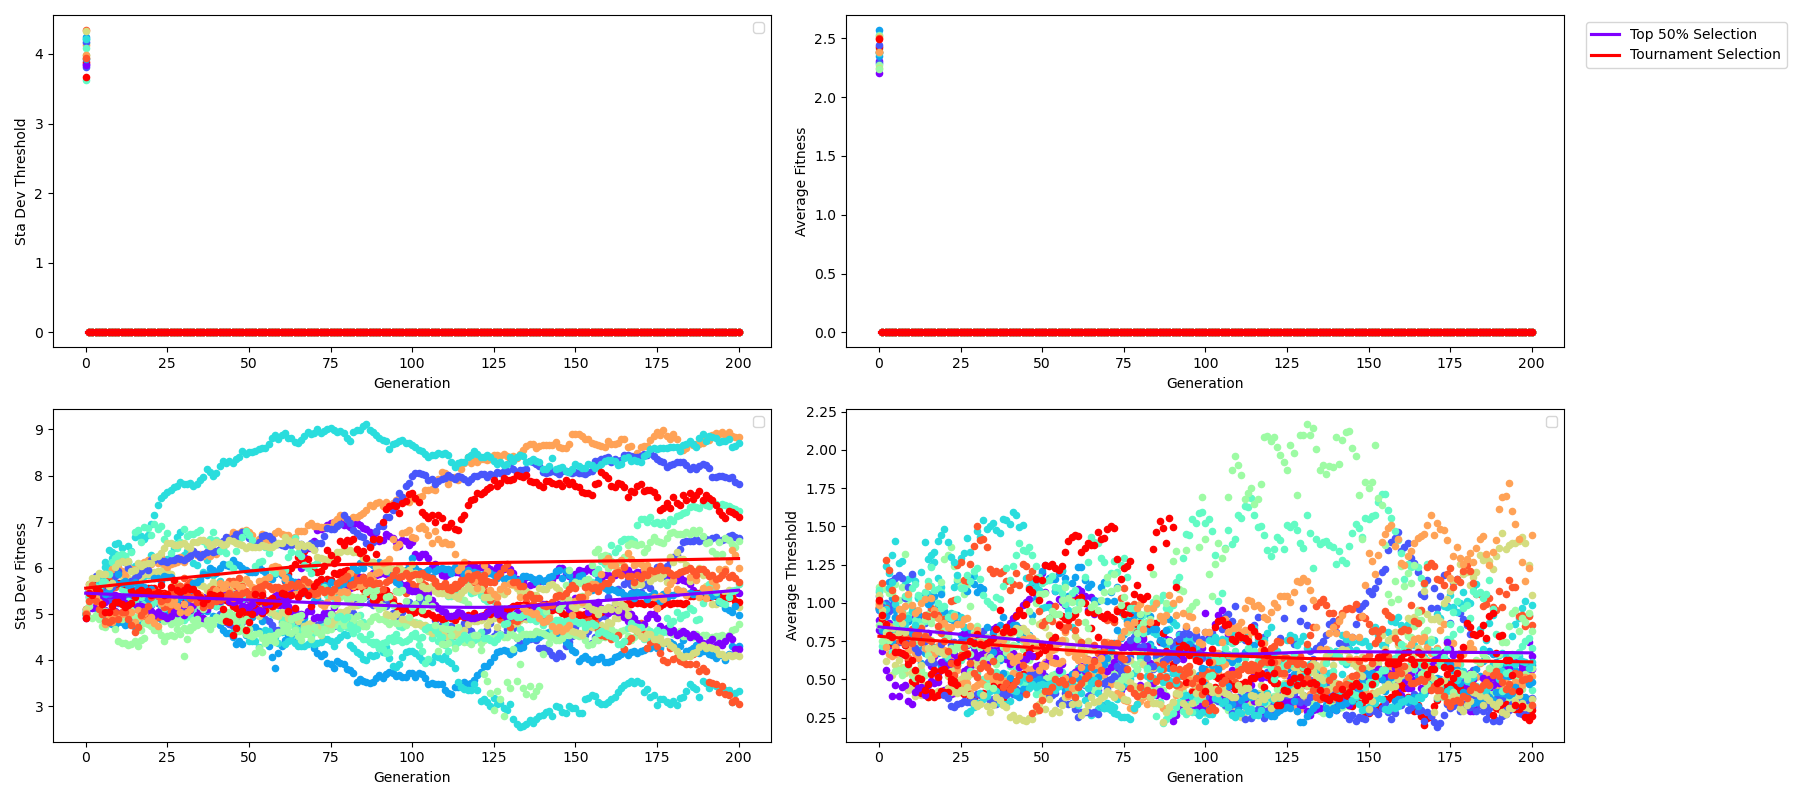 Sta Dev Threshold
4
3
2
1
0
0 25 50 75 100 125 150 175 200
Generation
Average Fitness
2.5
2.0
1.5
1.0
0.5
0.0
0 25 50 75 100 125 150 175 200
Generation
Top 50% Selection
Tournament Selection
Sta Dev Fitness
9
8
7
6
5
4
3
0 25 50 75 100 125 150 175 200
Generation
Average Threshold
2.25
2.00
1.75
1.50
1.25
1.00
0.75
0.50
0.25
0 25 50 75 100 125 150 175 200
Generation